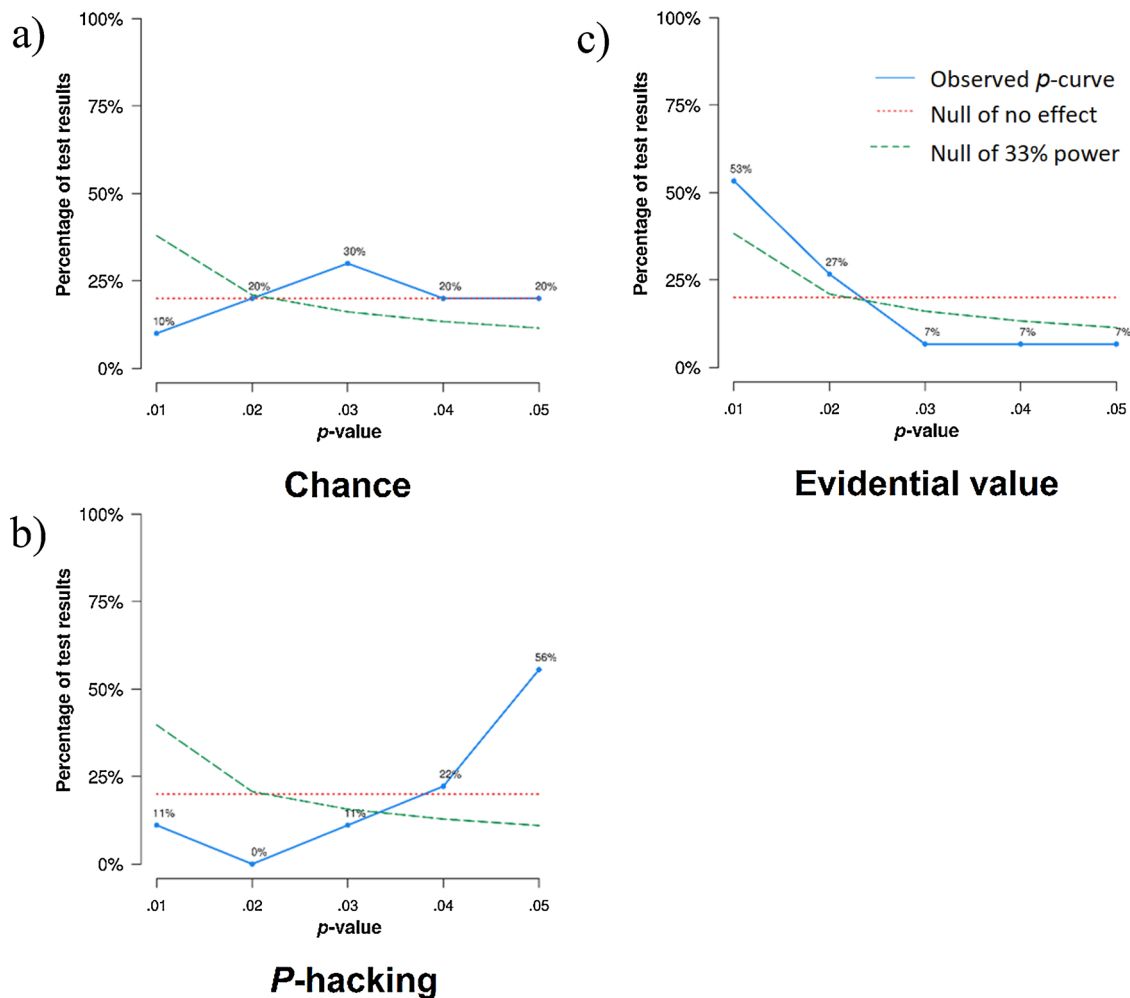 a)
Percentage of test results
100%
75%
50%
25%
0%
10%
20%
30%
20%
20%
.01 .02 .03 .04 .05
p-value
Chance
c)
Percentage of test results
100%
75%
50%
25%
0%
Observed p-curve
Null of no effect
Null of 33% power
53%
27%
7%
7%
7%
.01 .02 .03 .04 .05
p-value
Evidential value
b)
Percentage of test results
100%
75%
50%
25%
0%
11%
0%
11%
22%
56%
.01 .02 .03 .04 .05
p-value
P-hacking